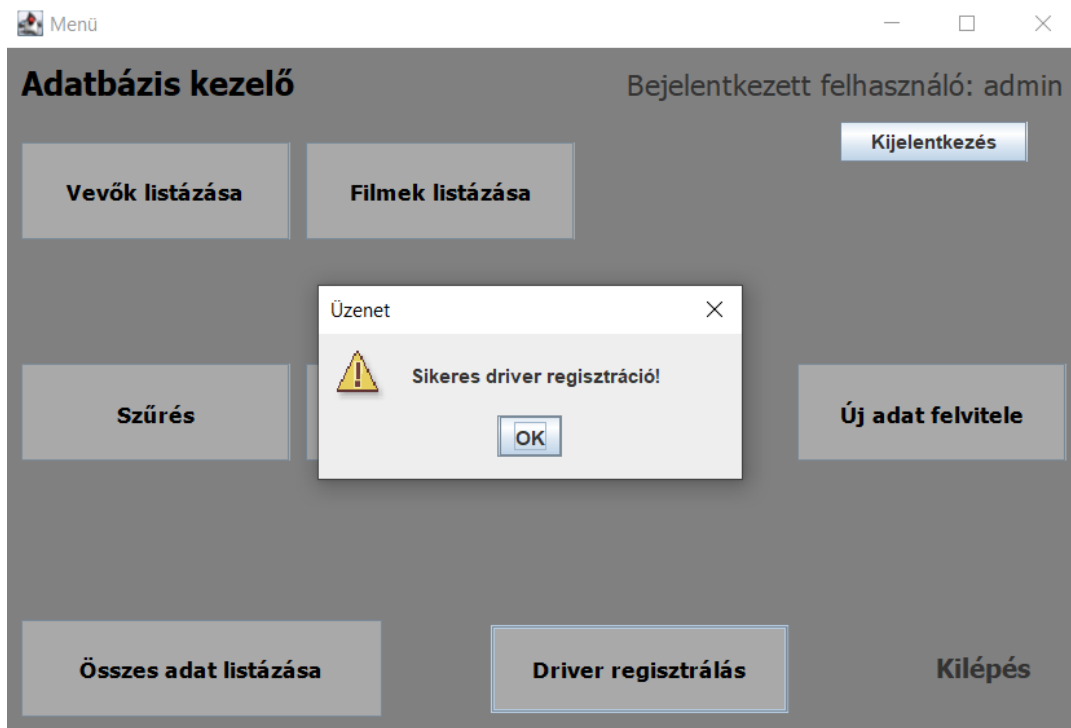 Menü
Adatbázis kezelő
Bejelentkezett felhasználó: admin
Kijelentkezés
Vevők listázása
Filmek listázása
Üzenet
Sikeres driver regisztráció!
OK
Szűrés
Új adat felvitele
Összes adat listázása
Driver regisztrálás
Kilépés